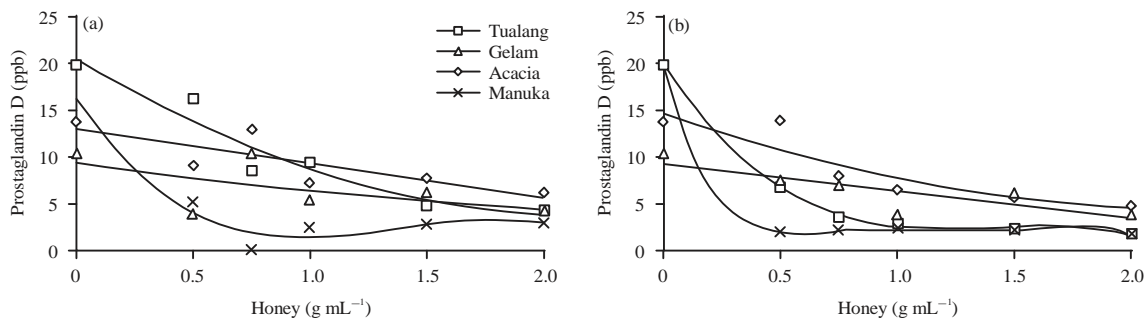 (a)
Prostaglandin D (ppb)
25
20
15
10
5
0
0 0.5 1.0 1.5 2.0
Honey (g mL⁻¹)
Tualang
Gelam
Acacia
Manuka
(b)
Prostaglandin D (ppb)
25
20
15
10
5
0
0 0.5 1.0 1.5 2.0
Honey (g mL⁻¹)